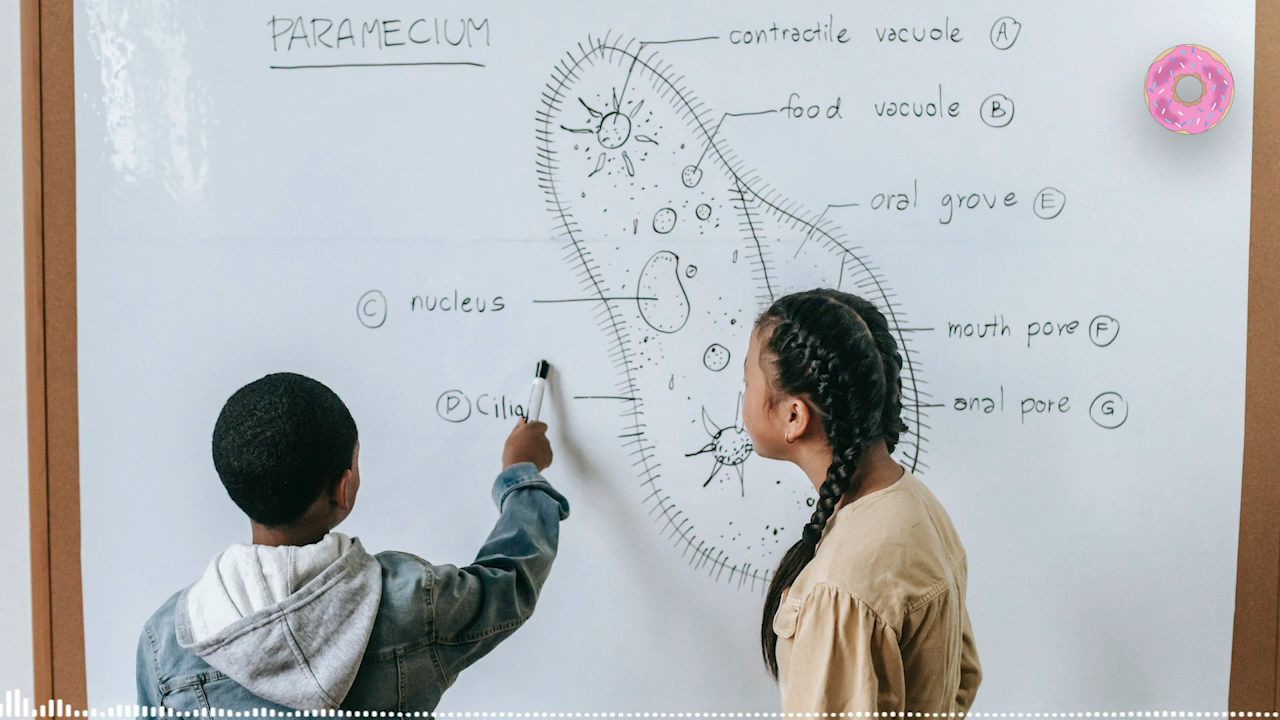 PARAMECIUM
contractile vacuole A
food vacuole B
oral grove E
C nucleus
mouth pore F
P Cilia
anal pore G